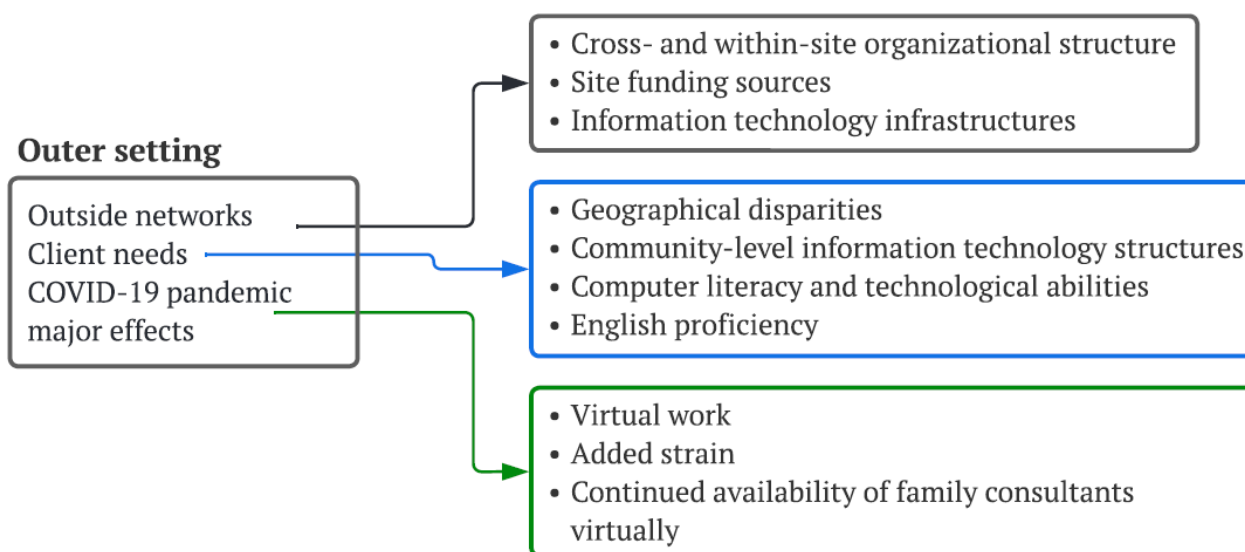 Outer setting
Outside networks
Client needs
COVID-19 pandemic
major effects
• Cross- and within-site organizational structure
• Site funding sources
• Information technology infrastructures
• Geographical disparities
• Community-level information technology structures
• Computer literacy and technological abilities
• English proficiency
• Virtual work
• Added strain
• Continued availability of family consultants
virtually